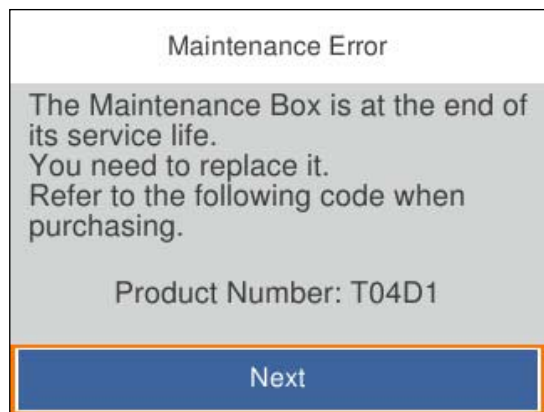 Maintenance Error
The Maintenance Box is at the end of
its service life.
You need to replace it.
Refer to the following code when
purchasing.
Product Number: T04D1
Next